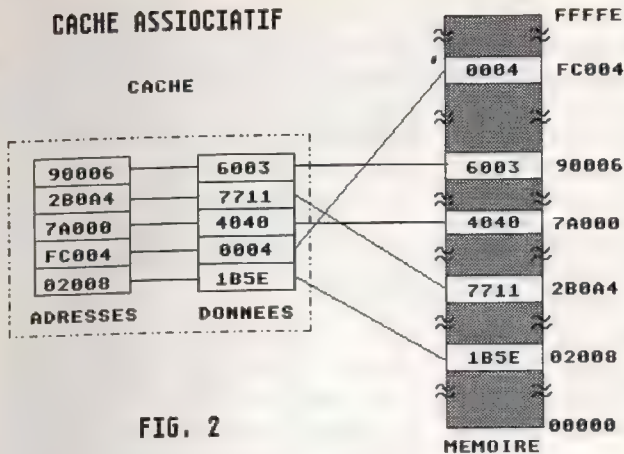 CACHE ASSIOCIATIF
CACHE
90006 6003
2B0A4 7711
7A000 4040
FC004 0004
02008 1B5E
ADRESSES DONNEES
FIG. 2
FFFFE
0004 FC004
6003 90006
4040 7A000
7711 2B0A4
1B5E 02008
00000
MEMOIRE